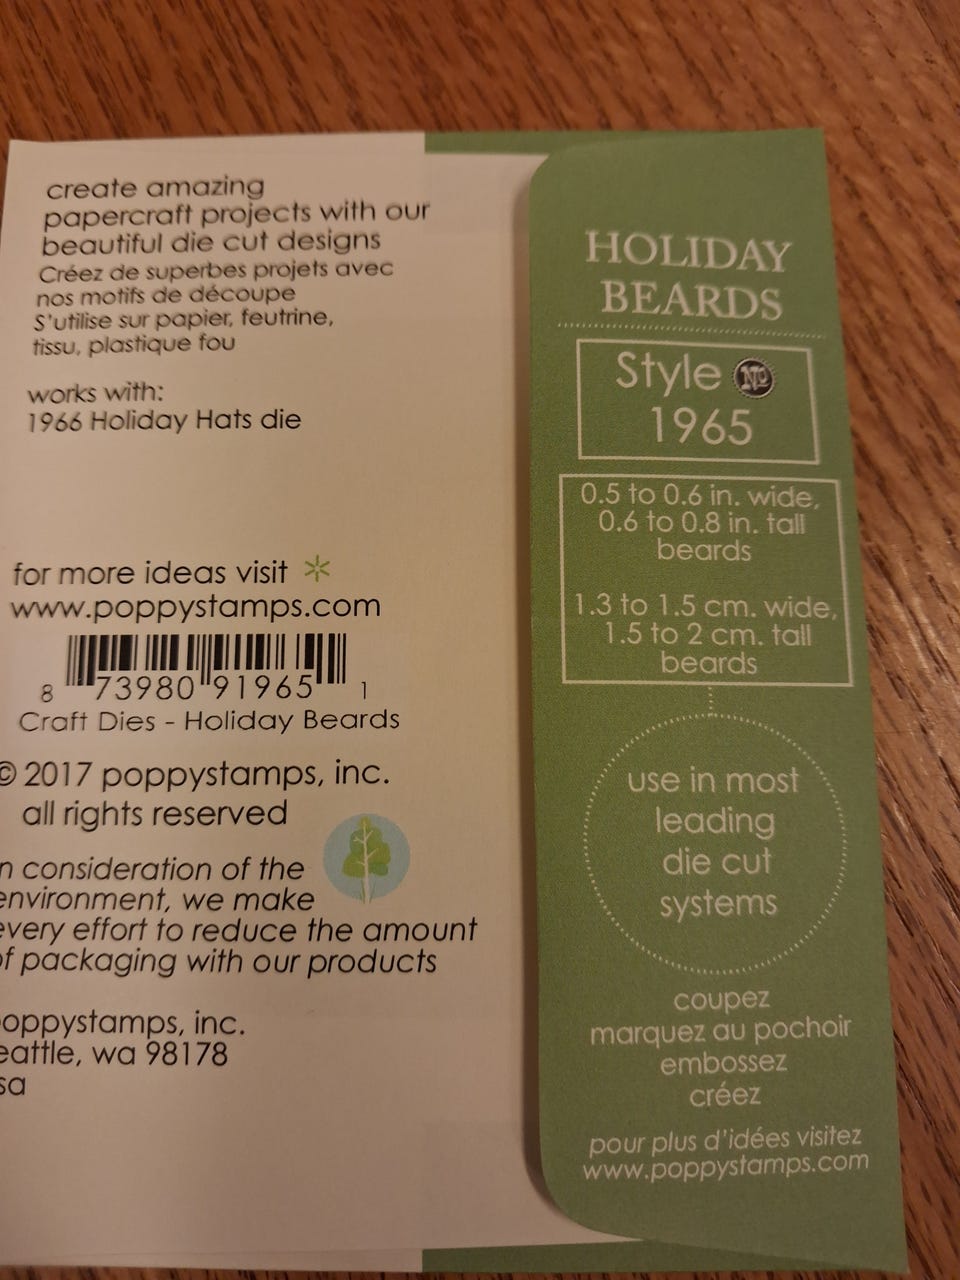 create amazing
papercraft projects with our
beautiful die cut designs
Créez de superbes projets avec
nos motifs de découpe
S'utilise sur papier, feutrine,
tissu, plastique fou
works with:
1966 Holiday Hats die
for more ideas visit
www.poppystamps.com
8 73980 91965 1
Craft Dies - Holiday Beards
© 2017 poppystamps, inc.
all rights reserved
n consideration of the
environment, we make
every effort to reduce the amount
of packaging with our products
oppystamps, inc.
eattle, wa 98178
sa
HOLIDAY
BEARDS
Style No
1965
0.5 to 0.6 in. wide,
0.6 to 0.8 in. tall
beards
1.3 to 1.5 cm. wide,
1.5 to 2 cm. tall
beards
use in most
leading
die cut
systems
coupez
marquez au pochoir
embossez
créez
pour plus d'idées visitez
www.poppystamps.com